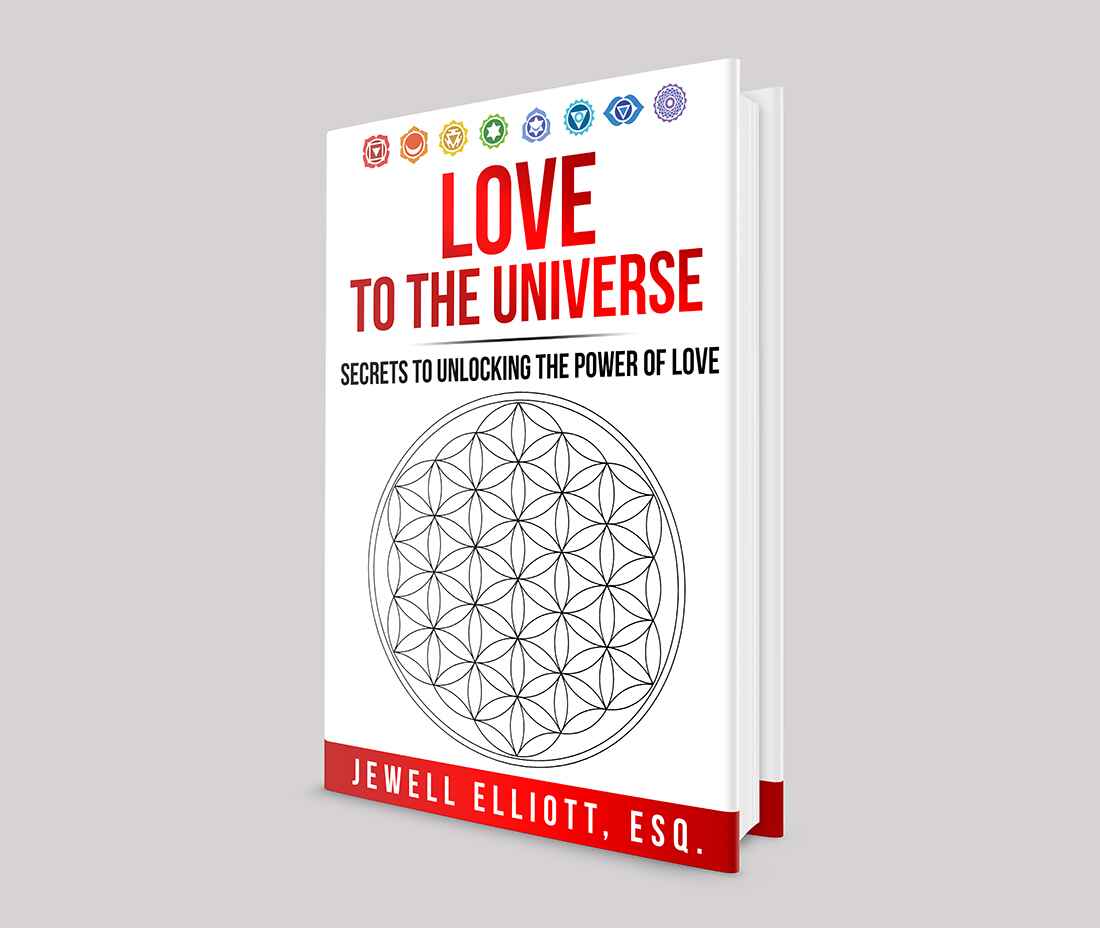 LOVE
TO THE UNIVERSE
SECRETS TO UNLOCKING THE POWER OF LOVE
JEWELL ELLIOTT, ESQ.